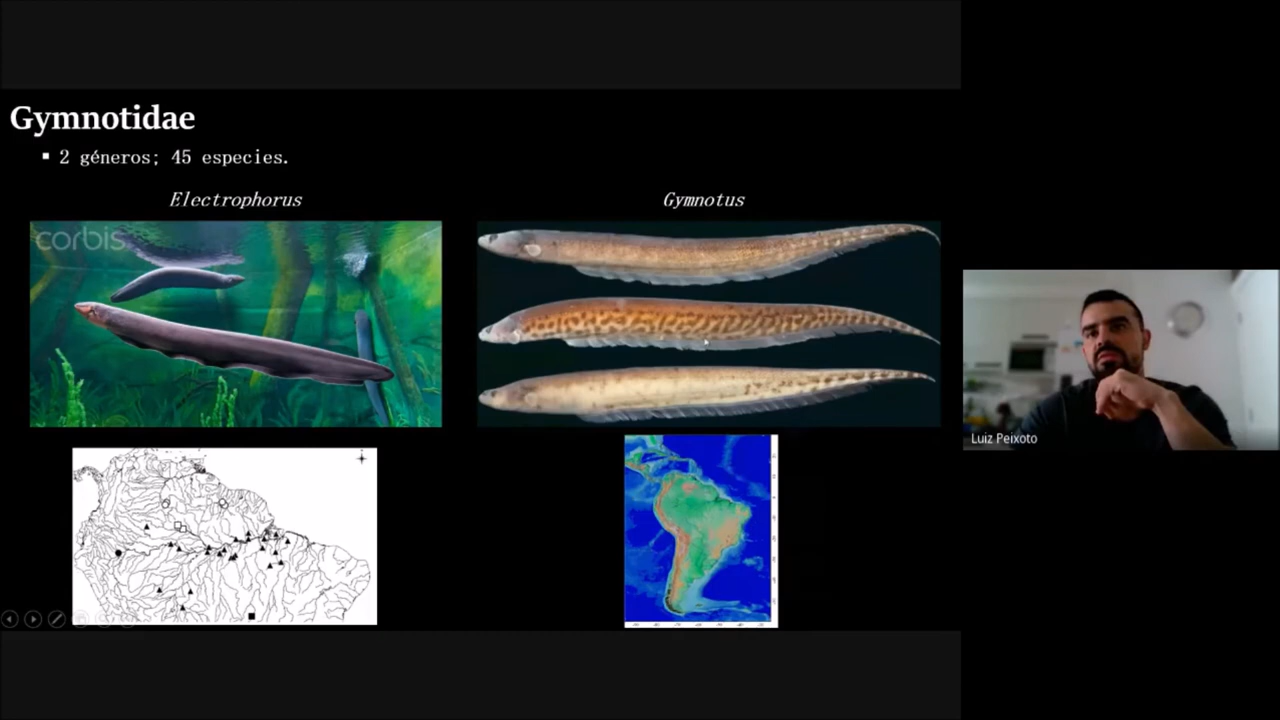 Gymnotidae
▪ 2 géneros; 45 especies.
Electrophorus
Gymnotus
corbis
Luiz Peixoto